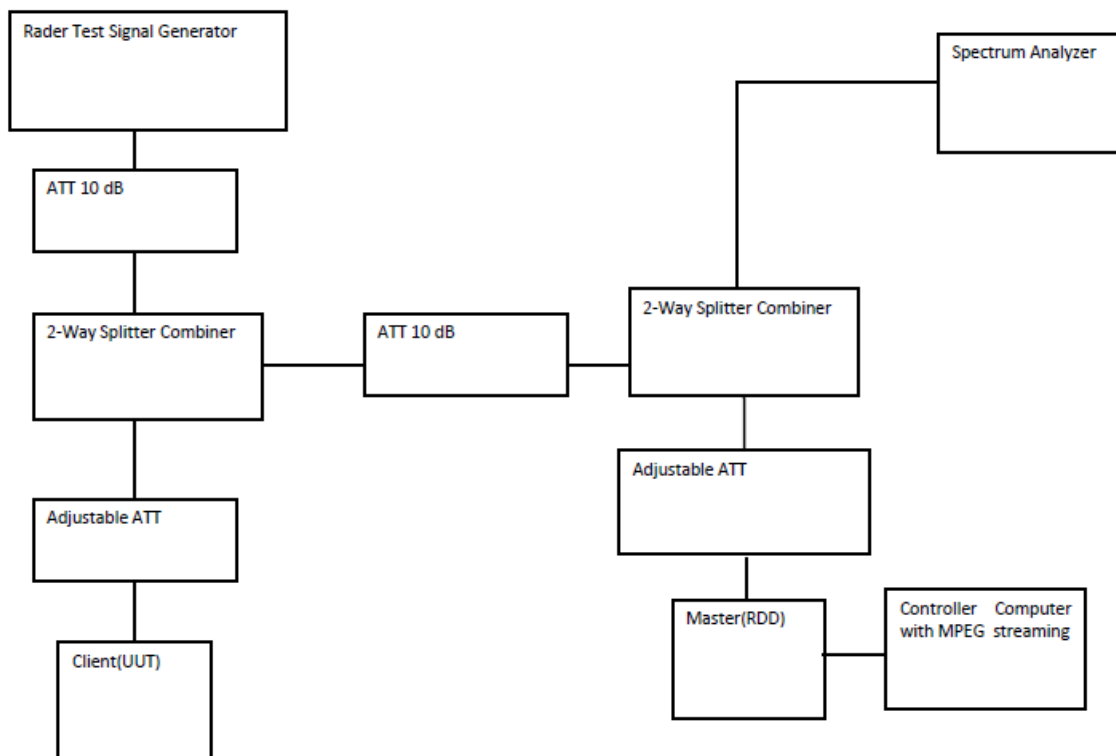 Rader Test Signal Generator
Spectrum Analyzer
ATT 10 dB
2-Way Splitter Combiner
ATT 10 dB
2-Way Splitter Combiner
Adjustable ATT
Adjustable ATT
Master(RDD)
Controller Computer
with MPEG streaming
Client(UUT)